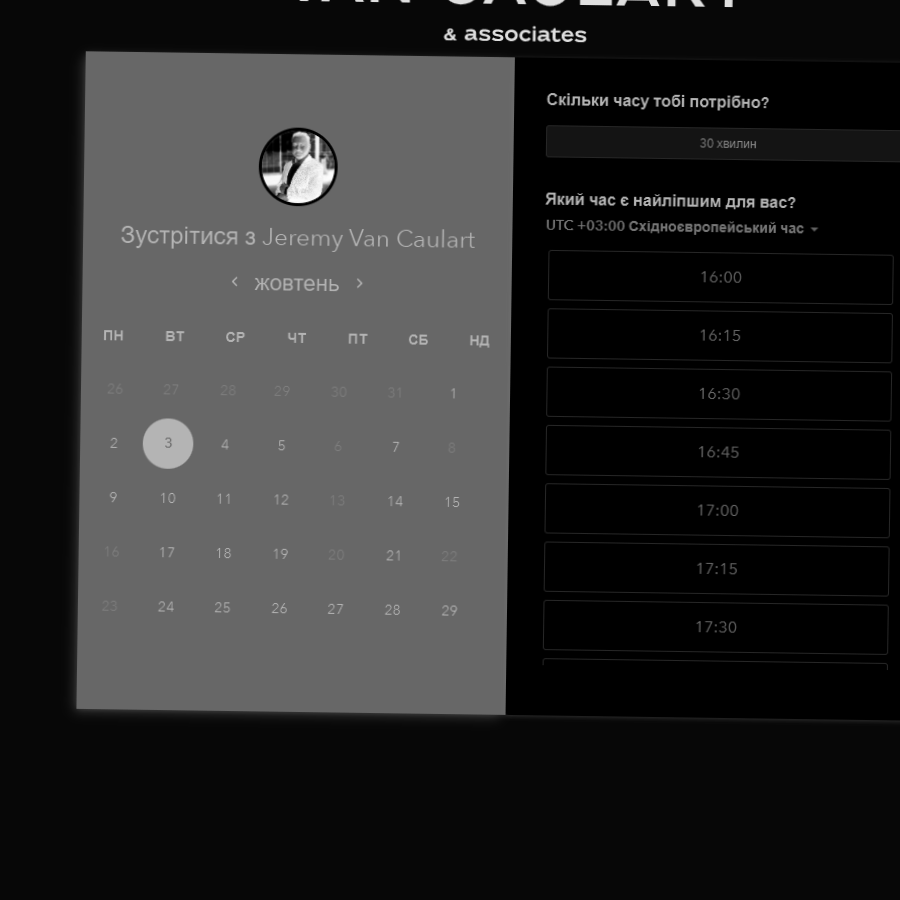 VAN CAULART
& associates
Зустрітися з Jeremy Van Caulart
жовтень
ПН ВТ СР ЧТ ПТ СБ НД
26 27 28 29 30 31 1
2 3 4 5 6 7 8
9 10 11 12 13 14 15
16 17 18 19 20 21 22
23 24 25 26 27 28 29
Скільки часу тобі потрібно?
30 хвилин
Який час є найліпшим для вас?
UTC +03:00 Східноєвропейський час
16:00
16:15
16:30
16:45
17:00
17:15
17:30